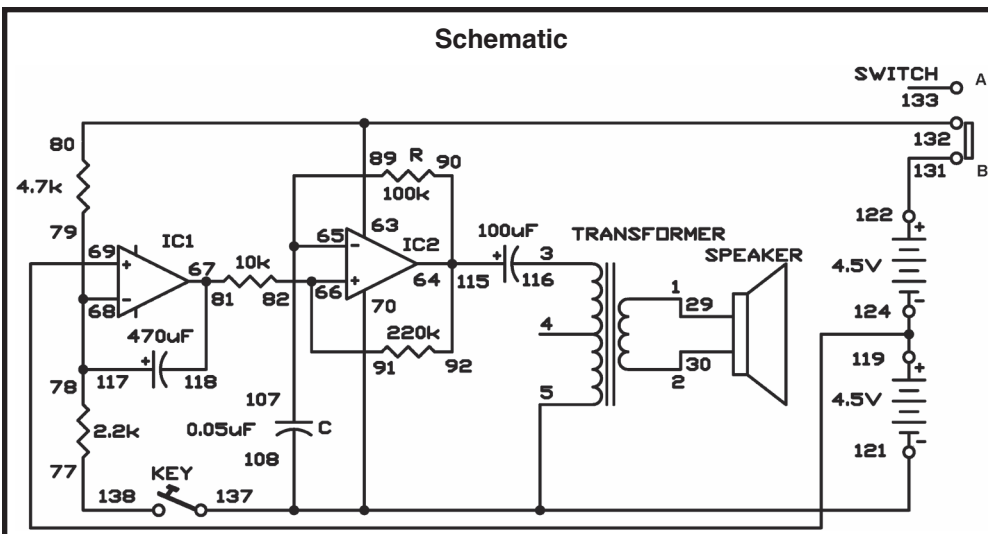 Schematic
SWITCH A
133
80
132
89 R 90
131 B
4.7k
100k
79
63
122
+
IC1
65 -
IC2
100uF
3
TRANSFORMER
SPEAKER
69 +
67
10k
4.5V
1
29
66 +
64
115
+
116
81
82
-
68 -
70
124
470uF
220k
4
30
2
119
+
117
+
118
91
92
78
5
4.5V
107
2.2k
0.05uF C
-
121
108
77
KEY
138
137